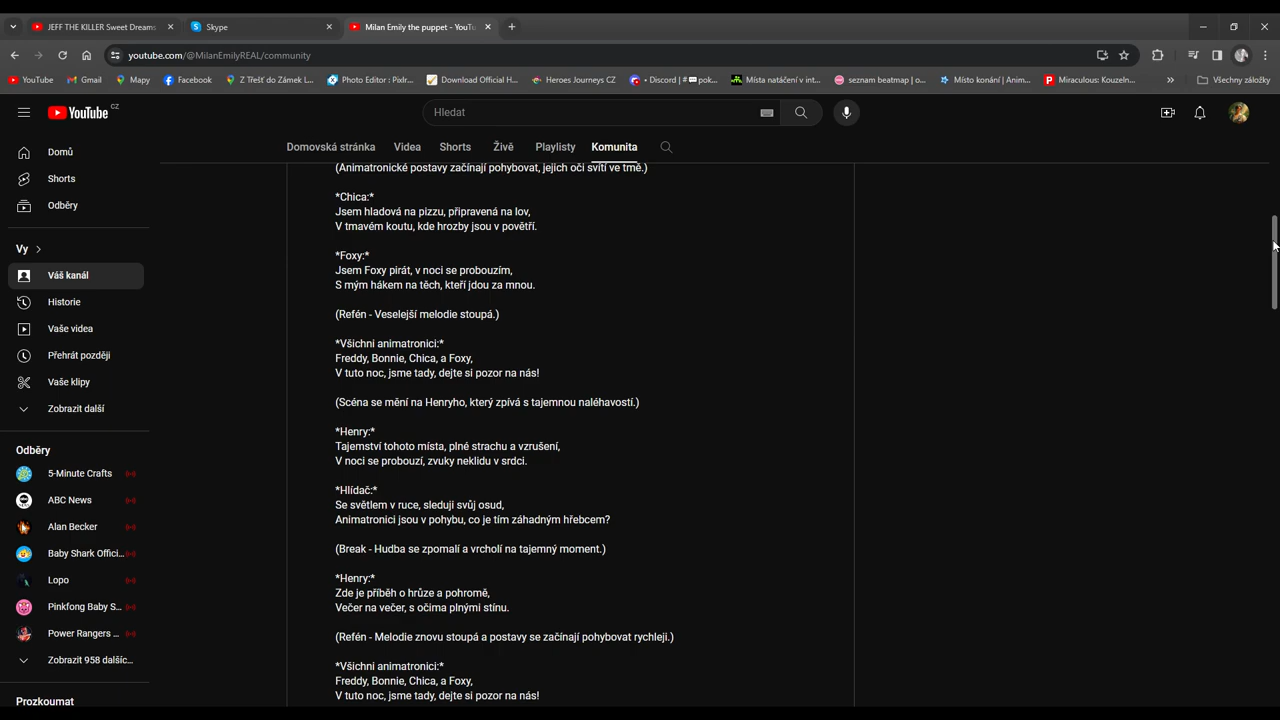 JEFF THE KILLER Sweet Dreams
Skype
Milan Emily the puppet - YouTu
youtube.com/@MilanEmilyREAL/community
YouTube
Gmail
Mapy
Facebook
Z Třešť do Zámek L...
Photo Editor : Pixlr...
Download Official H...
Heroes Journeys CZ
• Discord | #💬pok...
Místa natáčení v int...
seznam beatmap | o...
Místo konání | Anim...
Miraculous: Kouzeln...
»
Všechny záložky
YouTube CZ
Hledat
Domovská stránka
Videa
Shorts
Živě
Playlisty
Komunita
Domů
Shorts
Odběry
Vy
Váš kanál
Historie
Vaše videa
Přehrát později
Vaše klipy
Zobrazit další
Odběry
5-Minute Crafts
ABC News
Alan Becker
Baby Shark Offici...
Lopo
Pinkfong Baby S...
Power Rangers ...
Zobrazit 958 dalšíc...
Prozkoumat
(Animatronické postavy začínají pohybovat, jejich oči svítí ve tmě.)
*Chica:*
Jsem hladová na pizzu, připravená na lov,
V tmavém koutu, kde hrozby jsou v povětří.
*Foxy:*
Jsem Foxy pirát, v noci se probouzím,
S mým hákem na těch, kteří jdou za mnou.
(Refén - Veselejší melodie stoupá.)
*Všichni animatronici:*
Freddy, Bonnie, Chica, a Foxy,
V tuto noc, jsme tady, dejte si pozor na nás!
(Scéna se mění na Henryho, který zpívá s tajemnou naléhavostí.)
*Henry:*
Tajemství tohoto místa, plné strachu a vzrušení,
V noci se probouzí, zvuky neklidu v srdci.
*Hlídač:*
Se světlem v ruce, sleduji svůj osud,
Animatronici jsou v pohybu, co je tím záhadným hřebcem?
(Break - Hudba se zpomalí a vrcholí na tajemný moment.)
*Henry:*
Zde je příběh o hrůze a pohromě,
Večer na večer, s očima plnými stínu.
(Refén - Melodie znovu stoupá a postavy se začínají pohybovat rychleji.)
*Všichni animatronici:*
Freddy, Bonnie, Chica, a Foxy,
V tuto noc, jsme tady, dejte si pozor na nás!